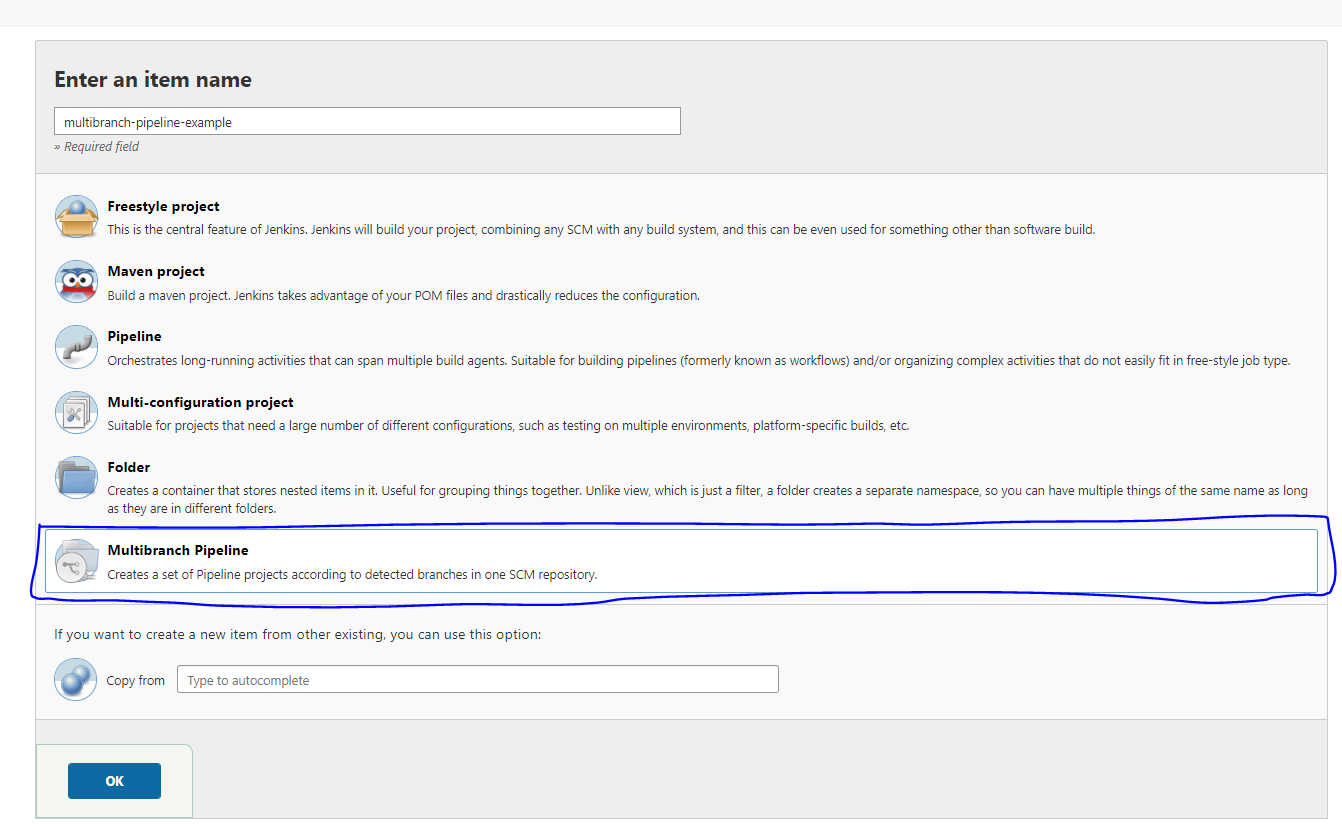 Enter an item name
multibranch-pipeline-example
» Required field
Freestyle project
This is the central feature of Jenkins. Jenkins will build your project, combining any SCM with any build system, and this can be even used for something other than software build.
Maven project
Build a maven project. Jenkins takes advantage of your POM files and drastically reduces the configuration.
Pipeline
Orchestrates long-running activities that can span multiple build agents. Suitable for building pipelines (formerly known as workflows) and/or organizing complex activities that do not easily fit in free-style job type.
Multi-configuration project
Suitable for projects that need a large number of different configurations, such as testing on multiple environments, platform-specific builds, etc.
Folder
Creates a container that stores nested items in it. Useful for grouping things together. Unlike view, which is just a filter, a folder creates a separate namespace, so you can have multiple things of the same name as long
as they are in different folders.
Multibranch Pipeline
Creates a set of Pipeline projects according to detected branches in one SCM repository.
If you want to create a new item from other existing, you can use this option:
Copy from Type to autocomplete
OK